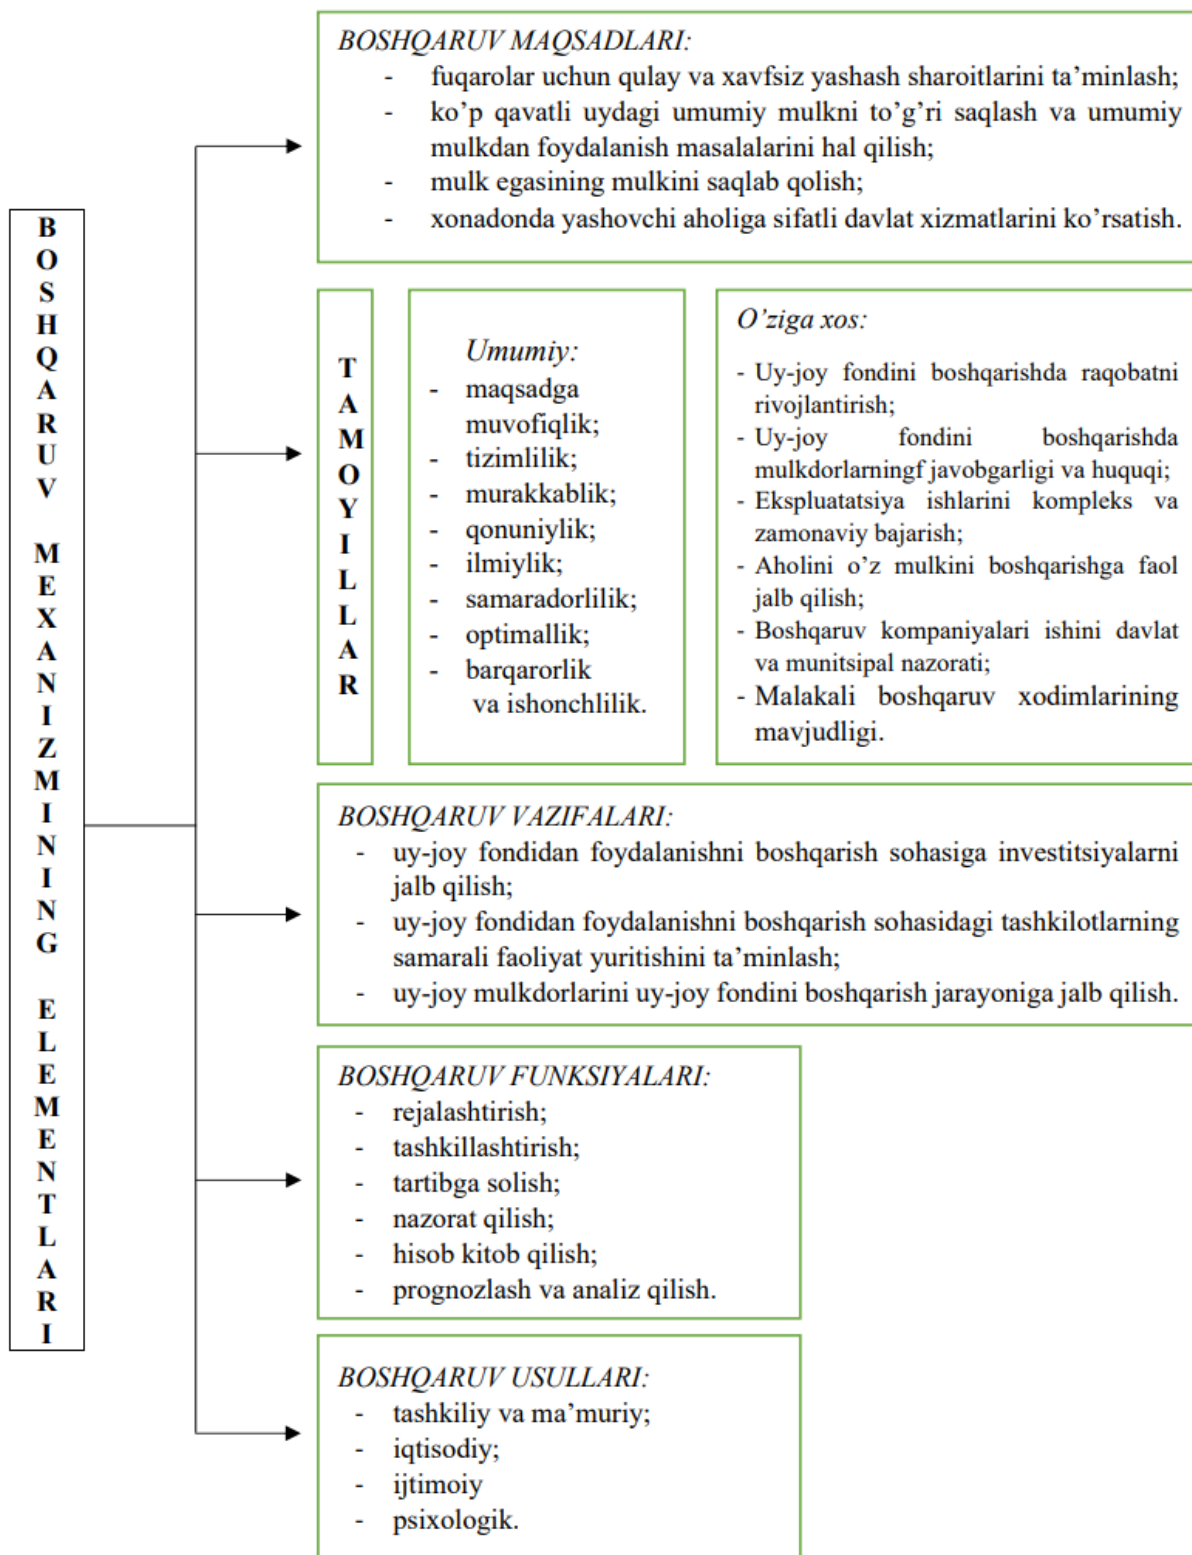 BOSHQARUV MEXANIZMINING ELEMENTLARI
BOSHQARUV MAQSADLARI:
- fuqarolar uchun qulay va xavfsiz yashash sharoitlarini ta’minlash;
- ko’p qavatli uydagi umumiy mulkni to’g’ri saqlash va umumiy
mulkdan foydalanish masalalarini hal qilish;
- mulk egasining mulkini saqlab qolish;
- xonadonda yashovchi aholiga sifatli davlat xizmatlarini ko’rsatish.
TAMOYILLAR
Umumiy:
- maqsadga
muvofiqlik;
- tizimlilik;
- murakkablik;
- qonuniylik;
- ilmiylik;
- samaradorlilik;
- optimallik;
- barqarorlik
va ishonchlilik.
O’ziga xos:
- Uy-joy fondini boshqarishda raqobatni
rivojlantirish;
- Uy-joy fondini boshqarishda
mulkdorlarningf javobgarligi va huquqi;
- Ekspluatatsiya ishlarini kompleks va
zamonaviy bajarish;
- Aholini o’z mulkini boshqarishga faol
jalb qilish;
- Boshqaruv kompaniyalari ishini davlat
va munitsipal nazorati;
- Malakali boshqaruv xodimlarining
mavjudligi.
BOSHQARUV VAZIFALARI:
- uy-joy fondidan foydalanishni boshqarish sohasiga investitsiyalarni
jalb qilish;
- uy-joy fondidan foydalanishni boshqarish sohasidagi tashkilotlarning
samarali faoliyat yuritishini ta’minlash;
- uy-joy mulkdorlarini uy-joy fondini boshqarish jarayoniga jalb qilish.
BOSHQARUV FUNKSIYALARI:
- rejalashtirish;
- tashkillashtirish;
- tartibga solish;
- nazorat qilish;
- hisob kitob qilish;
- prognozlash va analiz qilish.
BOSHQARUV USULLARI:
- tashkiliy va ma’muriy;
- iqtisodiy;
- ijtimoiy
- psixologik.